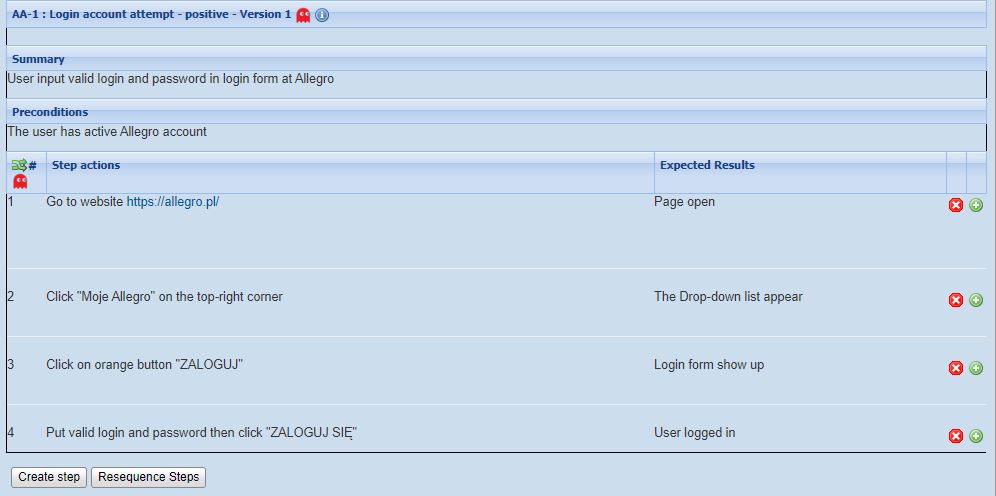 AA-1 : Login account attempt - positive - Version 1
Summary
User input valid login and password in login form at Allegro
Preconditions
The user has active Allegro account
# Step actions Expected Results
1 Go to website https://allegro.pl/ Page open
2 Click "Moje Allegro" on the top-right corner The Drop-down list appear
3 Click on orange button "ZALOGUJ" Login form show up
4 Put valid login and password then click "ZALOGUJ SIĘ" User logged in
Create step Resequence Steps